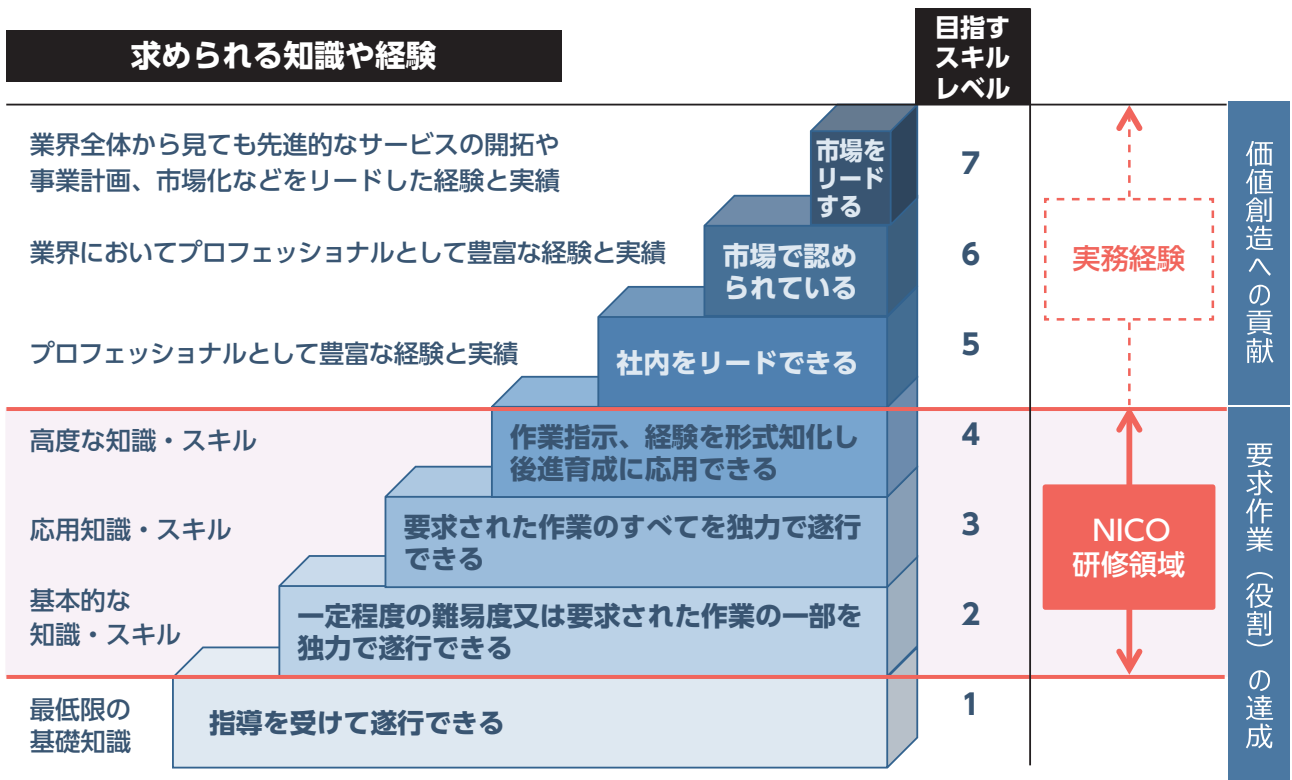 求められる知識や経験
目指す
スキル
レベル
業界全体から見ても先進的なサービスの開拓や
事業計画、市場化などをリードした経験と実績
市場を
リード
する
7
業界においてプロフェッショナルとして豊富な経験と実績
市場で認め
られている
6
プロフェッショナルとして豊富な経験と実績
社内をリードできる
5
実務経験
価値創造への貢献
高度な知識・スキル
作業指示、経験を形式知化し
後進育成に応用できる
4
応用知識・スキル
要求された作業のすべてを独力で遂行
できる
3
基本的な
知識・スキル
一定程度の難易度又は要求された作業の一部を
独力で遂行できる
2
NICO
研修領域
最低限の
基礎知識
指導を受けて遂行できる
1
要求作業（役割）の達成